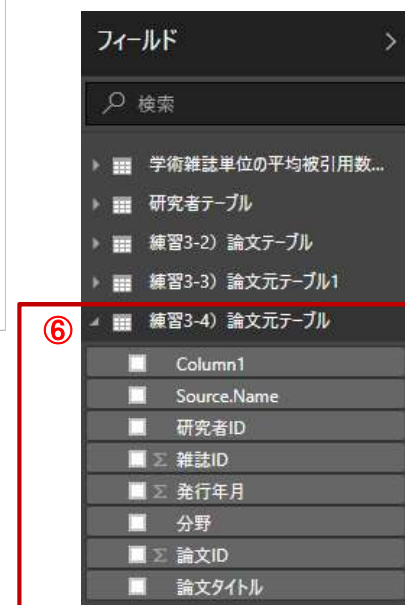 フィールド
検索
学術雑誌単位の平均被引用数...
研究者テーブル
練習3-2）論文テーブル
練習3-3）論文元テーブル1
⑥ 練習3-4）論文元テーブル
Column1
Source.Name
研究者ID
Σ 雑誌ID
Σ 発行年月
分野
Σ 論文ID
論文タイトル